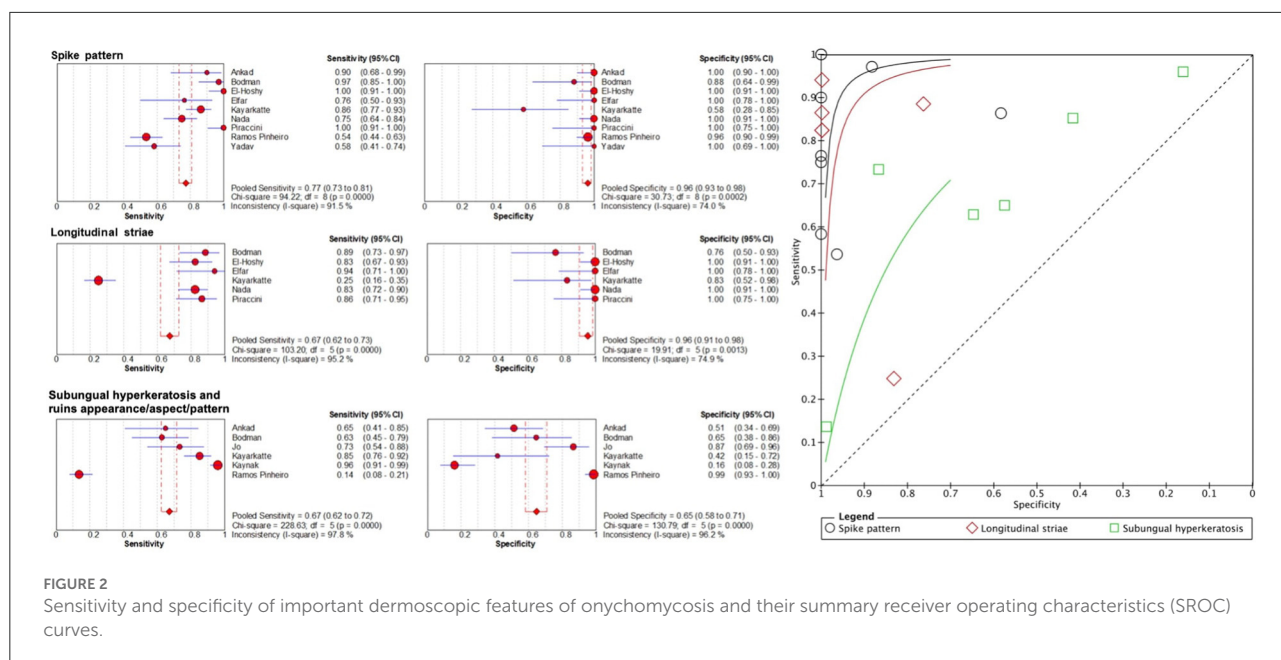 Spike pattern
Sensitivity (95% CI)
Ankad 0.90 (0.68 - 0.99)
Bodman 0.97 (0.85 - 1.00)
El-Hoshy 1.00 (0.91 - 1.00)
Elfar 0.76 (0.50 - 0.93)
Kayarkatte 0.86 (0.77 - 0.93)
Nada 0.75 (0.64 - 0.84)
Piraccini 1.00 (0.91 - 1.00)
Ramos Pinheiro 0.54 (0.44 - 0.63)
Yadav 0.58 (0.41 - 0.74)
Pooled Sensitivity = 0.77 (0.73 to 0.81)
Chi-square = 94.22; df = 8 (p = 0.0000)
Inconsistency (I-square) = 91.5 %
0 0.2 0.4 0.6 0.8 1
Sensitivity
Specificity (95% CI)
Ankad 1.00 (0.90 - 1.00)
Bodman 0.88 (0.64 - 0.99)
El-Hoshy 1.00 (0.91 - 1.00)
Elfar 1.00 (0.78 - 1.00)
Kayarkatte 0.58 (0.28 - 0.85)
Nada 1.00 (0.91 - 1.00)
Piraccini 1.00 (0.75 - 1.00)
Ramos Pinheiro 0.96 (0.90 - 0.99)
Yadav 1.00 (0.69 - 1.00)
Pooled Specificity = 0.96 (0.93 to 0.98)
Chi-square = 30.73; df = 8 (p = 0.0002)
Inconsistency (I-square) = 74.0 %
0 0.2 0.4 0.6 0.8 1
Specificity
Longitudinal striae
Sensitivity (95% CI)
Bodman 0.89 (0.73 - 0.97)
El-Hoshy 0.83 (0.67 - 0.93)
Elfar 0.94 (0.71 - 1.00)
Kayarkatte 0.25 (0.16 - 0.35)
Nada 0.83 (0.72 - 0.90)
Piraccini 0.86 (0.71 - 0.95)
Pooled Sensitivity = 0.67 (0.62 to 0.73)
Chi-square = 103.20; df = 5 (p = 0.0000)
Inconsistency (I-square) = 95.2 %
0 0.2 0.4 0.6 0.8 1
Sensitivity
Specificity (95% CI)
Bodman 0.76 (0.50 - 0.93)
El-Hoshy 1.00 (0.91 - 1.00)
Elfar 1.00 (0.78 - 1.00)
Kayarkatte 0.83 (0.52 - 0.98)
Nada 1.00 (0.91 - 1.00)
Piraccini 1.00 (0.75 - 1.00)
Pooled Specificity = 0.96 (0.91 to 0.98)
Chi-square = 19.91; df = 5 (p = 0.0013)
Inconsistency (I-square) = 74.9 %
0 0.2 0.4 0.6 0.8 1
Specificity
Subungual hyperkeratosis and
ruins appearance/aspect/pattern
Sensitivity (95% CI)
Ankad 0.65 (0.41 - 0.85)
Bodman 0.63 (0.45 - 0.79)
Jo 0.73 (0.54 - 0.88)
Kayarkatte 0.85 (0.76 - 0.92)
Kaynak 0.96 (0.91 - 0.99)
Ramos Pinheiro 0.14 (0.08 - 0.21)
Pooled Sensitivity = 0.67 (0.62 to 0.72)
Chi-square = 228.63; df = 5 (p = 0.0000)
Inconsistency (I-square) = 97.8 %
0 0.2 0.4 0.6 0.8 1
Sensitivity
Specificity (95% CI)
Ankad 0.51 (0.34 - 0.69)
Bodman 0.65 (0.38 - 0.86)
Jo 0.87 (0.69 - 0.96)
Kayarkatte 0.42 (0.15 - 0.72)
Kaynak 0.16 (0.08 - 0.28)
Ramos Pinheiro 0.99 (0.93 - 1.00)
Pooled Specificity = 0.65 (0.58 to 0.71)
Chi-square = 130.79; df = 5 (p = 0.0000)
Inconsistency (I-square) = 96.2 %
0 0.2 0.4 0.6 0.8 1
Specificity
Sensitivity
1
0.9
0.8
0.7
0.6
0.5
0.4
0.3
0.2
0.1
0
1 0.9 0.8 0.7 0.6 0.5 0.4 0.3 0.2 0.1 0
Specificity
Legend
Spike pattern Longitudinal striae Subungual hyperkeratosis
FIGURE 2
Sensitivity and specificity of important dermoscopic features of onychomycosis and their summary receiver operating characteristics (SROC)
curves.